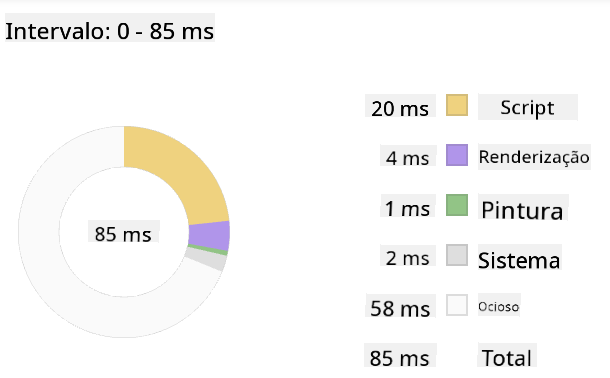 Intervalo: 0 - 85 ms
20 ms Script
4 ms Renderização
1 ms Pintura
85 ms
2 ms Sistema
58 ms Ocioso
85 ms Total